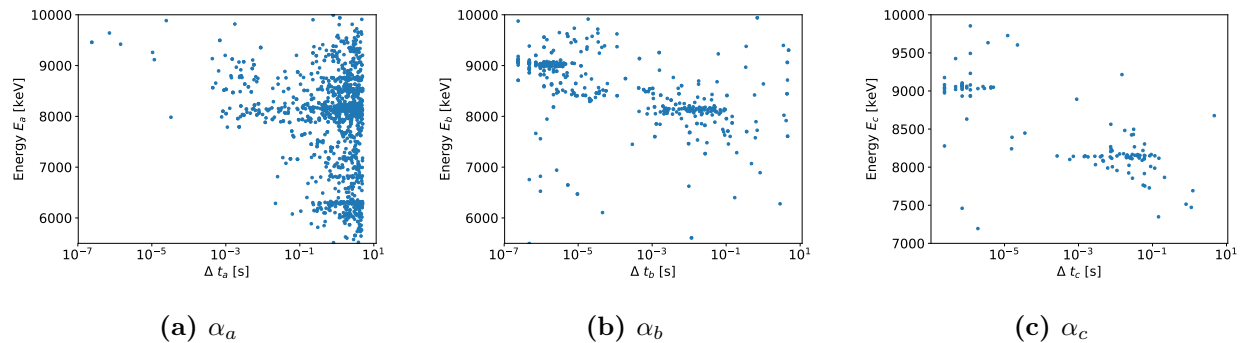 10000
9000
8000
7000
6000
Energy E_a [keV]
10^−7 10^−5 10^−3 10^−1 10^1
Δ t_a [s]
(a) α_a
10000
9000
8000
7000
6000
Energy E_b [keV]
10^−7 10^−5 10^−3 10^−1 10^1
Δ t_b [s]
(b) α_b
10000
9500
9000
8500
8000
7500
7000
Energy E_c [keV]
10^−5 10^−3 10^−1 10^1
Δ t_c [s]
(c) α_c